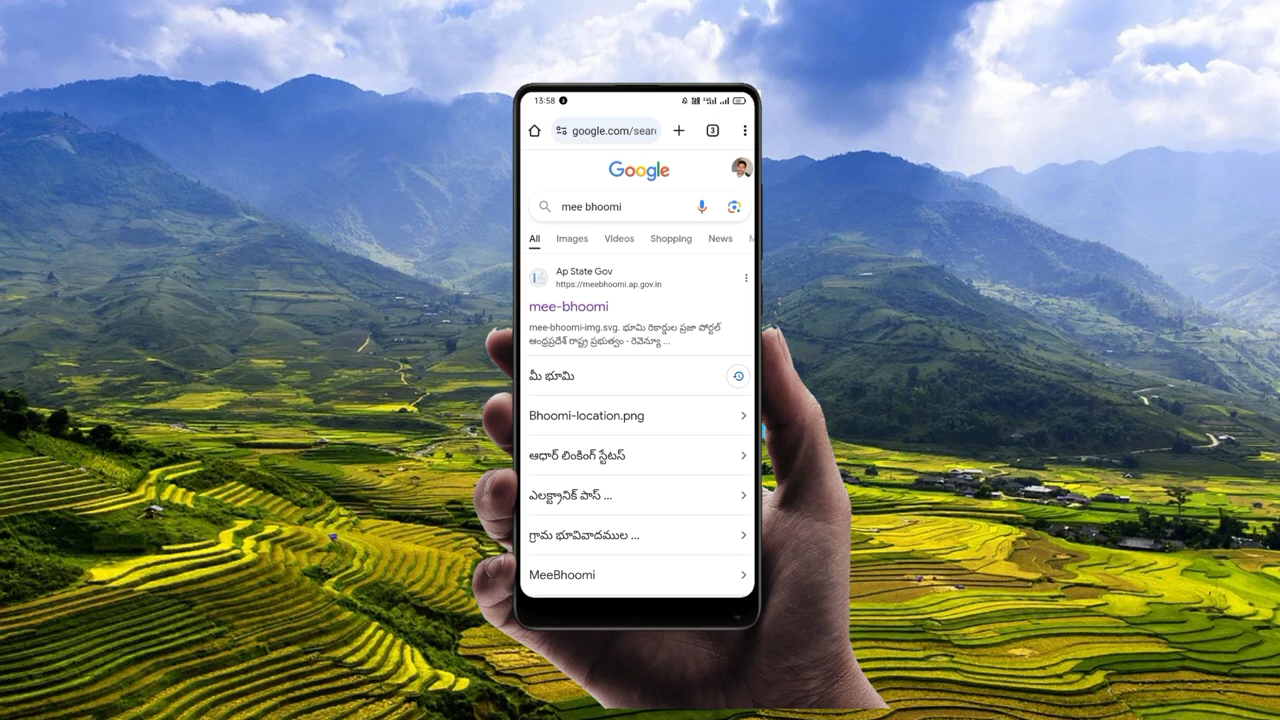 13:58
google.com/sear
3
Google
mee bhoomi
All Images Videos Shopping News
Ap State Gov
https://meebhoomi.ap.gov.in
mee-bhoomi
mee-bhoomi-img.svg. భూమి రికార్డుల ప్రజా పోర్టల్
ఆంధ్రప్రదేశ్ రాష్ట్ర ప్రభుత్వం - రెవెన్యూ ...
మీ భూమి
Bhoomi-location.png
ఆధార్ లింకింగ్ స్టేటస్
ఎలక్ట్రానిక్ పాస్ ...
గ్రామ భూవివాదముల ...
MeeBhoomi